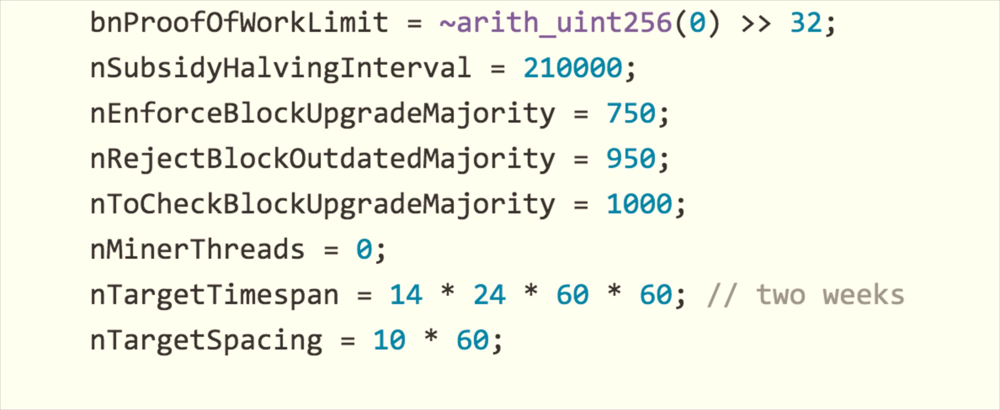 bnProofOfWorkLimit = ~arith_uint256(0) >> 32;
nSubsidyHalvingInterval = 210000;
nEnforceBlockUpgradeMajority = 750;
nRejectBlockOutdatedMajority = 950;
nToCheckBlockUpgradeMajority = 1000;
nMinerThreads = 0;
nTargetTimespan = 14 * 24 * 60 * 60; // two weeks
nTargetSpacing = 10 * 60;